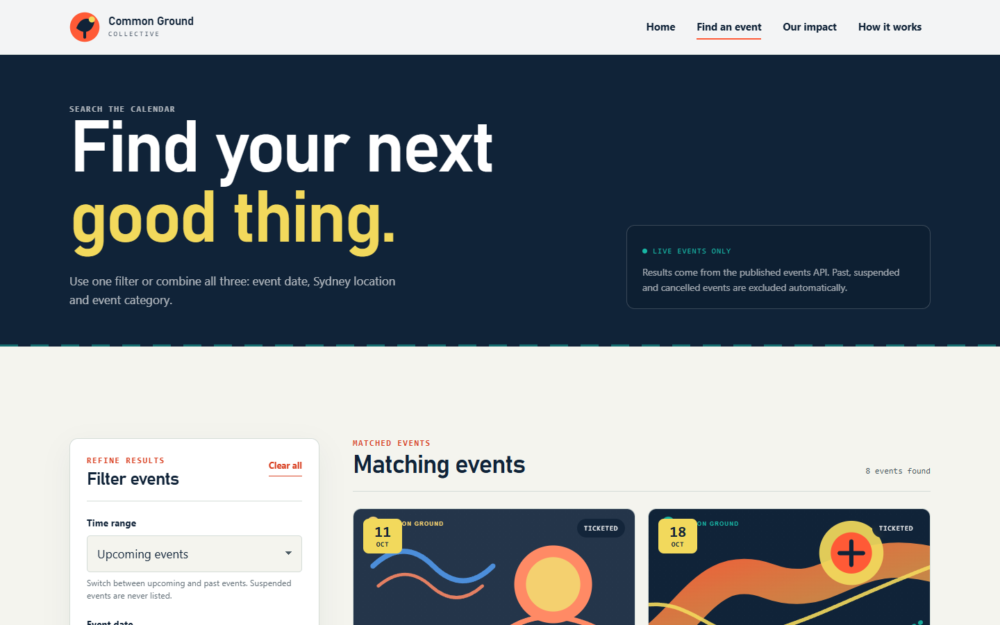 Common Ground
COLLECTIVE
Home
Find an event
Our impact
How it works
SEARCH THE CALENDAR
Find your next
good thing.
Use one filter or combine all three: event date, Sydney location
and event category.
LIVE EVENTS ONLY
Results come from the published events API. Past, suspended
and cancelled events are excluded automatically.
REFINE RESULTS
Filter events
Clear all
Time range
Upcoming events
Switch between upcoming and past events. Suspended
events are never listed.
Event date
MATCHED EVENTS
Matching events
8 events found
11
OCT
ON GROUND
TICKETED
18
OCT
ON GROUND
TICKETED